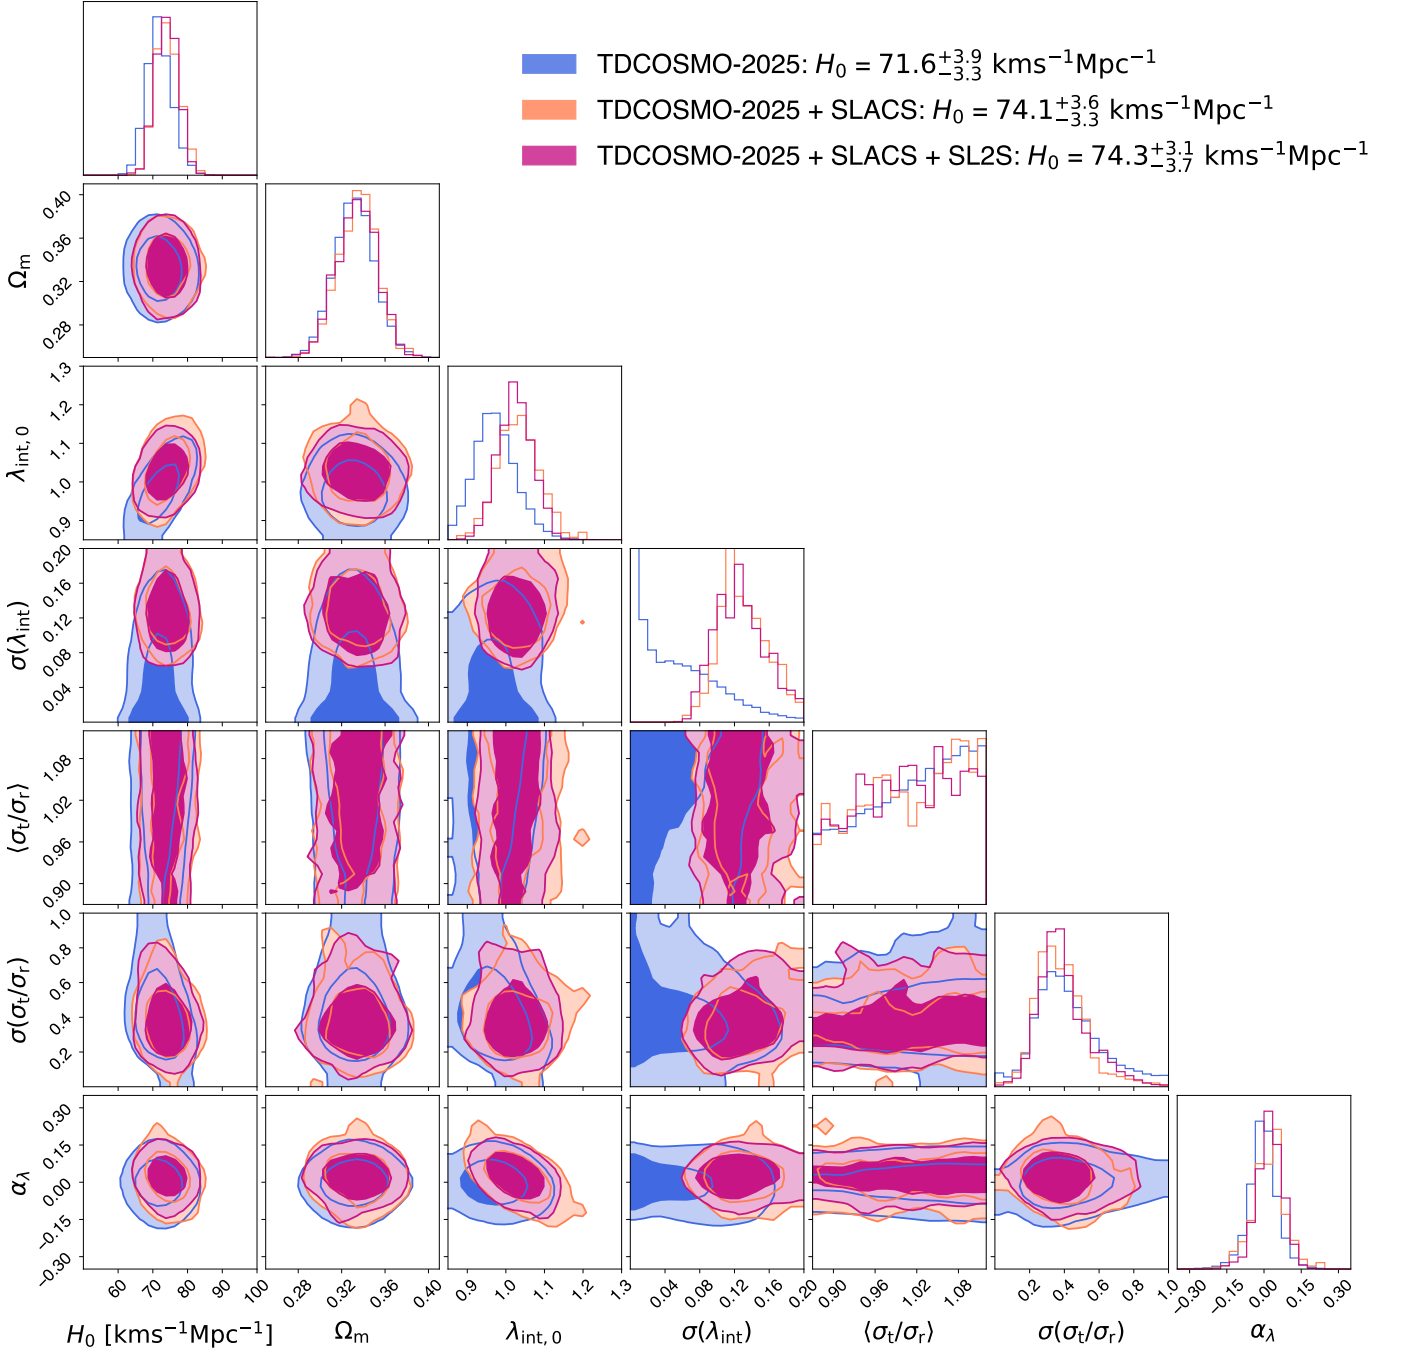 TDCOSMO-2025: H₀ = 71.6⁺³·⁹₋₃.₃ kms⁻¹Mpc⁻¹
TDCOSMO-2025 + SLACS: H₀ = 74.1⁺³·⁶₋₃.₃ kms⁻¹Mpc⁻¹
TDCOSMO-2025 + SLACS + SL2S: H₀ = 74.3⁺³·¹₋₃.₇ kms⁻¹Mpc⁻¹
Ωm
0.40
0.36
0.32
0.28
λint, 0
1.3
1.2
1.1
1.0
0.9
σ(λint)
0.20
0.16
0.12
0.08
0.04
⟨σt/σr⟩
1.08
1.02
0.96
0.90
σ(σt/σr)
1.0
0.8
0.6
0.4
0.2
αλ
0.30
0.15
0.00
−0.15
−0.30
60 70 80 90 100
0.28 0.32 0.36 0.40
0.9 1.0 1.1 1.2 1.3
0.04 0.08 0.12 0.16 0.20
0.90 0.96 1.02 1.08
0.2 0.4 0.6 0.8 1.0
−0.30 −0.15 0.00 0.15 0.30
H₀ [kms⁻¹Mpc⁻¹]
Ωm
λint, 0
σ(λint)
⟨σt/σr⟩
σ(σt/σr)
αλ